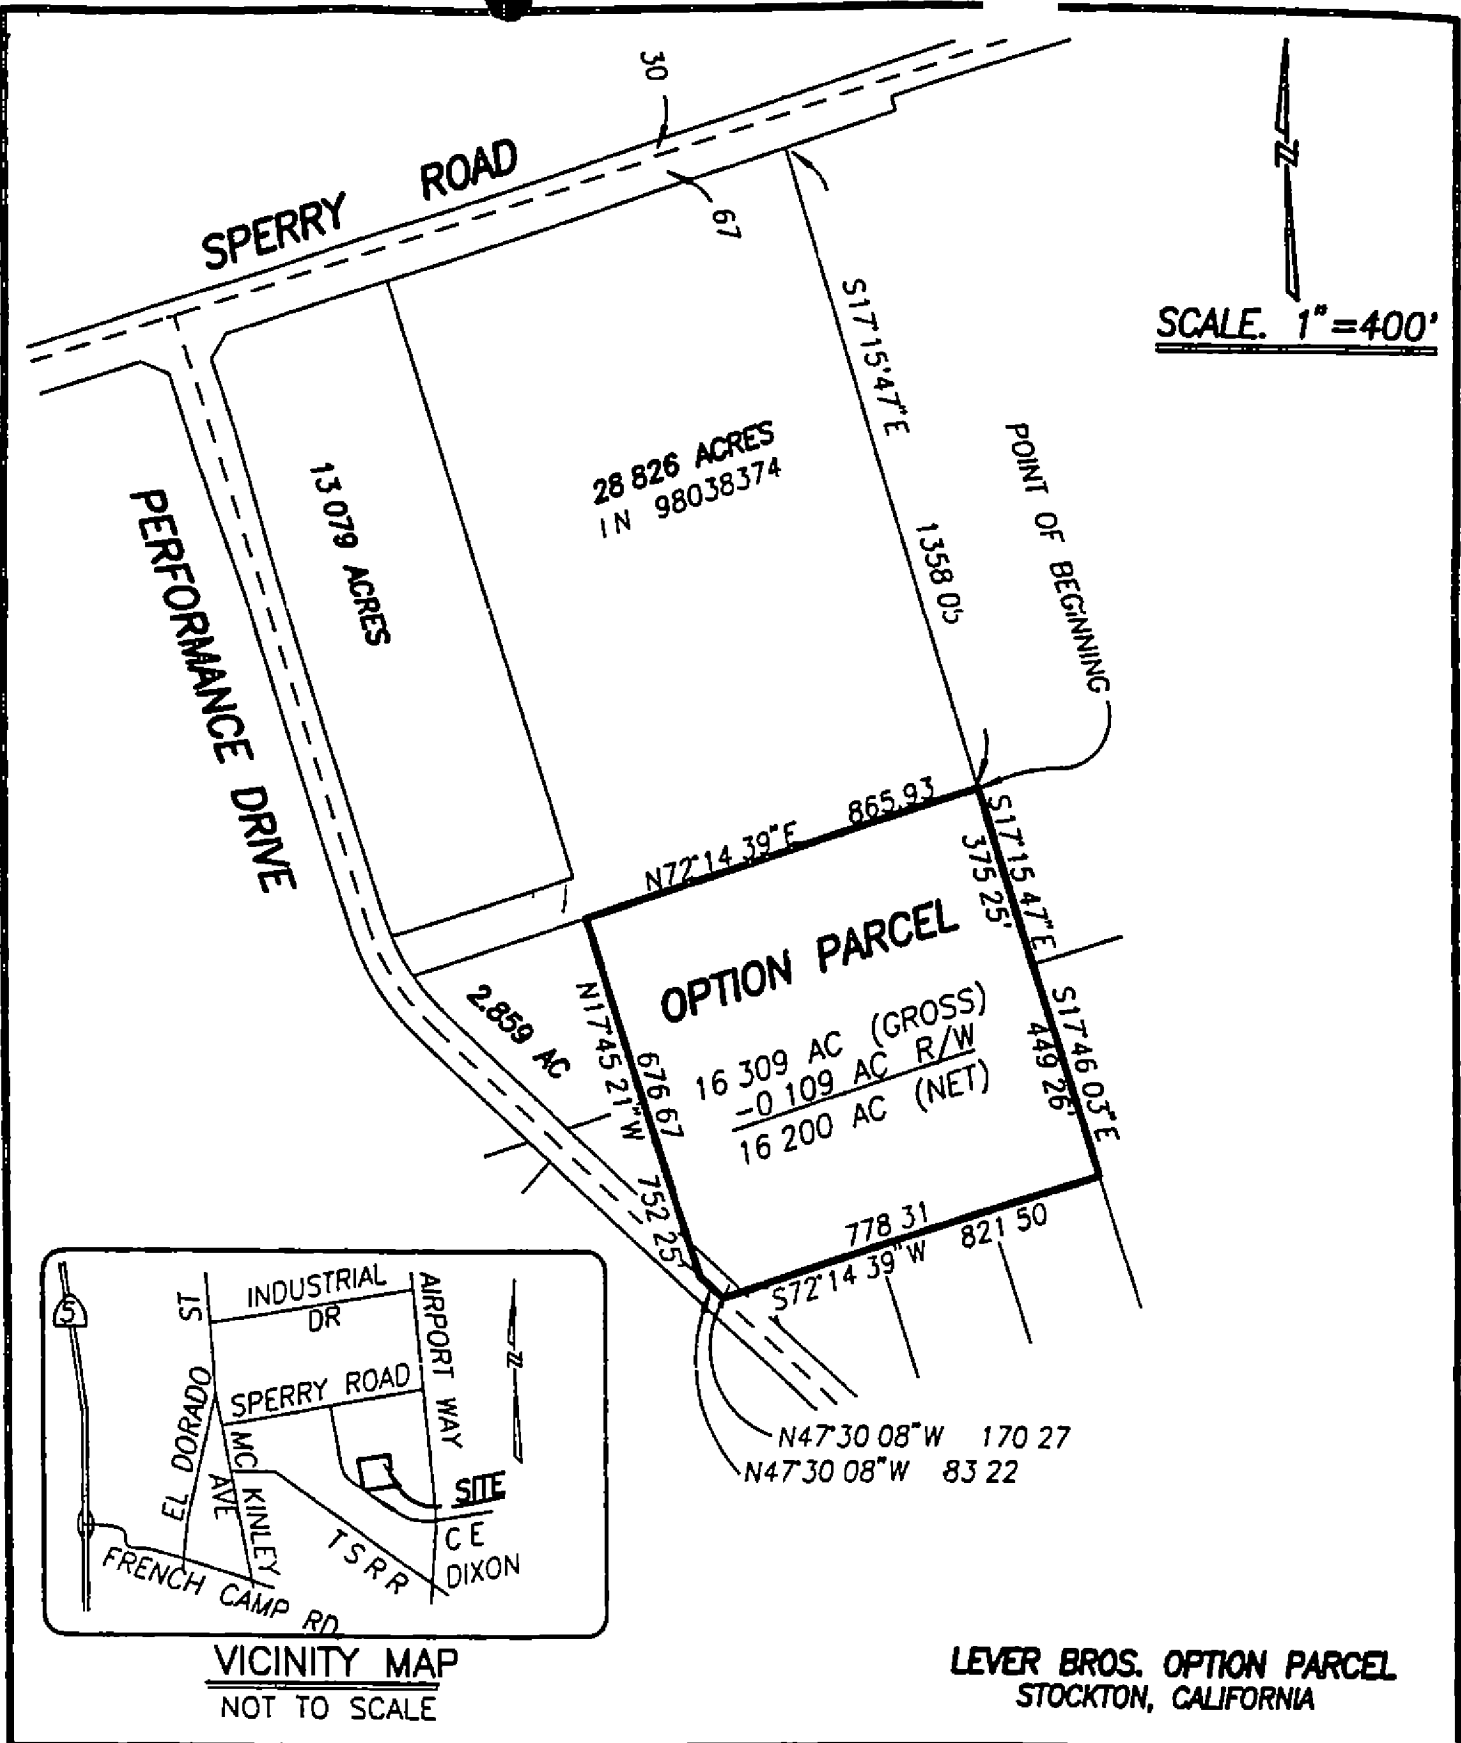 30
SPERRY ROAD
67
N
SCALE. 1"=400'
S17°15'47"E
1358 05
POINT OF BEGINNING
28 826 ACRES
IN 98038374
13 079 ACRES
PERFORMANCE DRIVE
N72°14 39"E 865.93
S17°15 47"E
375 25'
OPTION PARCEL
16 309 AC (GROSS)
-0 109 AC R/W
16 200 AC (NET)
2.859 AC
N17°45 21"W 752 25'
676 67
S17°46 03"E
449 26'
778 31
S72°14 39"W 821 50
N47°30 08"W 170 27
N47°30 08"W 83 22
5
EL DORADO ST
INDUSTRIAL
DR
AIRPORT WAY
N
SPERRY ROAD
MC KINLEY
AVE
SITE
C E
DIXON
T S R R
FRENCH CAMP RD
VICINITY MAP
NOT TO SCALE
LEVER BROS. OPTION PARCEL
STOCKTON, CALIFORNIA